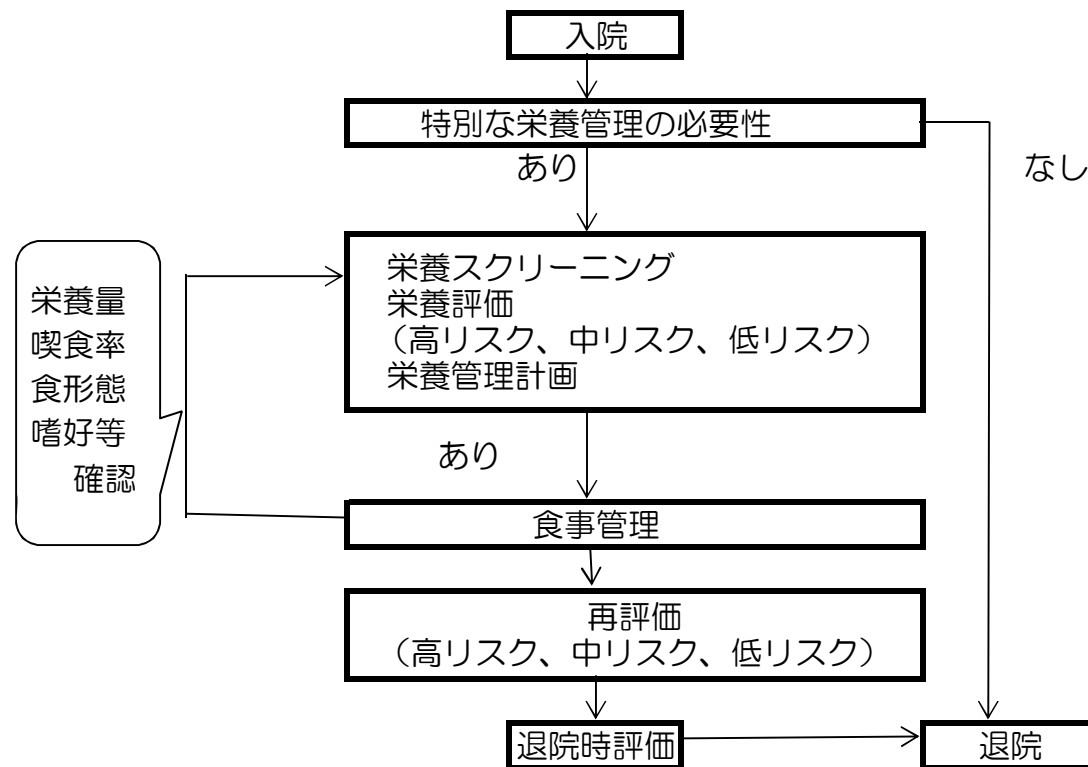 入院
特別な栄養管理の必要性
あり
なし
栄養スクリーニング
栄養評価
（高リスク、中リスク、低リスク）
栄養管理計画
栄養量
喫食率
食形態
嗜好等
確認
あり
食事管理
再評価
（高リスク、中リスク、低リスク）
退院時評価
退院